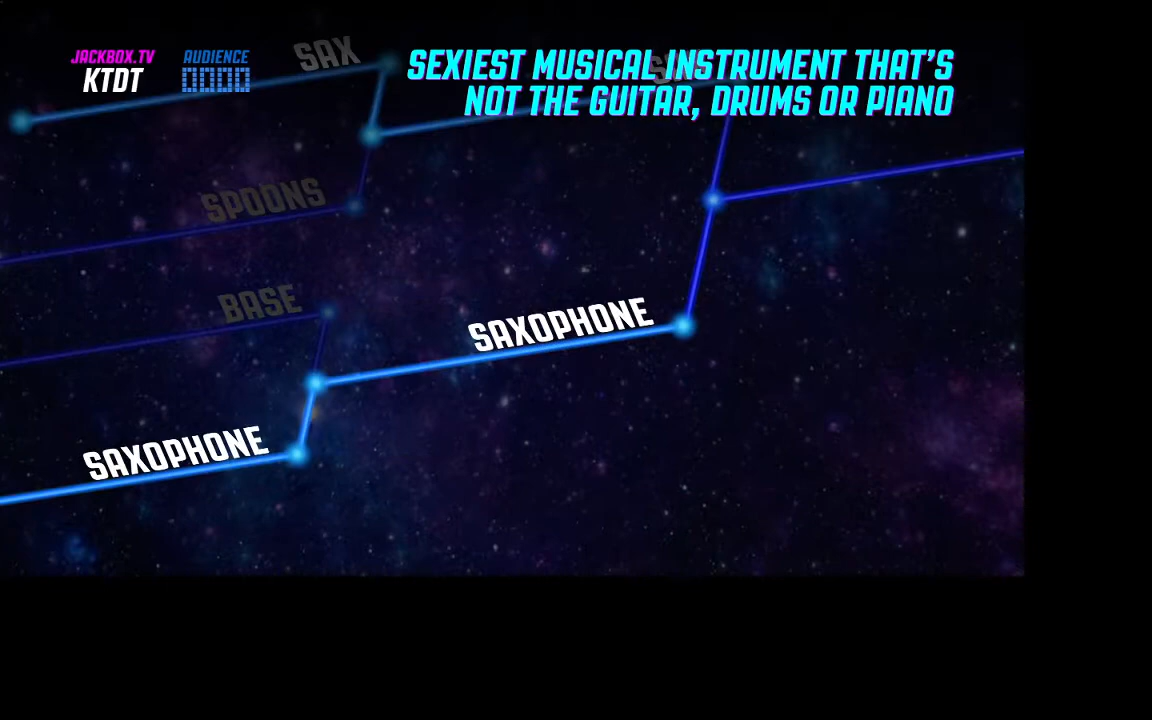 JACKBOX.TV
KTDT
AUDIENCE
SEXIEST MUSICAL INSTRUMENT THAT'S
NOT THE GUITAR, DRUMS OR PIANO
SAX
SPOONS
BASE
SAXOPHONE
SAXOPHONE